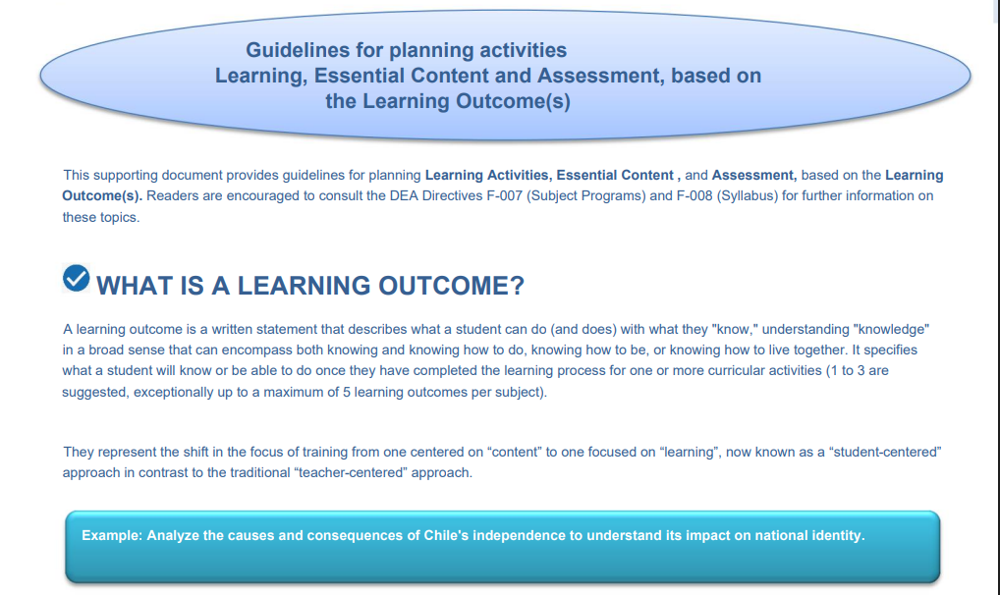 Guidelines for planning activities
Learning, Essential Content and Assessment, based on
the Learning Outcome(s)
This supporting document provides guidelines for planning Learning Activities, Essential Content , and Assessment, based on the Learning
Outcome(s). Readers are encouraged to consult the DEA Directives F-007 (Subject Programs) and F-008 (Syllabus) for further information on
these topics.
WHAT IS A LEARNING OUTCOME?
A learning outcome is a written statement that describes what a student can do (and does) with what they "know," understanding "knowledge"
in a broad sense that can encompass both knowing and knowing how to do, knowing how to be, or knowing how to live together. It specifies
what a student will know or be able to do once they have completed the learning process for one or more curricular activities (1 to 3 are
suggested, exceptionally up to a maximum of 5 learning outcomes per subject).
They represent the shift in the focus of training from one centered on “content” to one focused on “learning”, now known as a “student-centered”
approach in contrast to the traditional “teacher-centered” approach.
Example: Analyze the causes and consequences of Chile's independence to understand its impact on national identity.